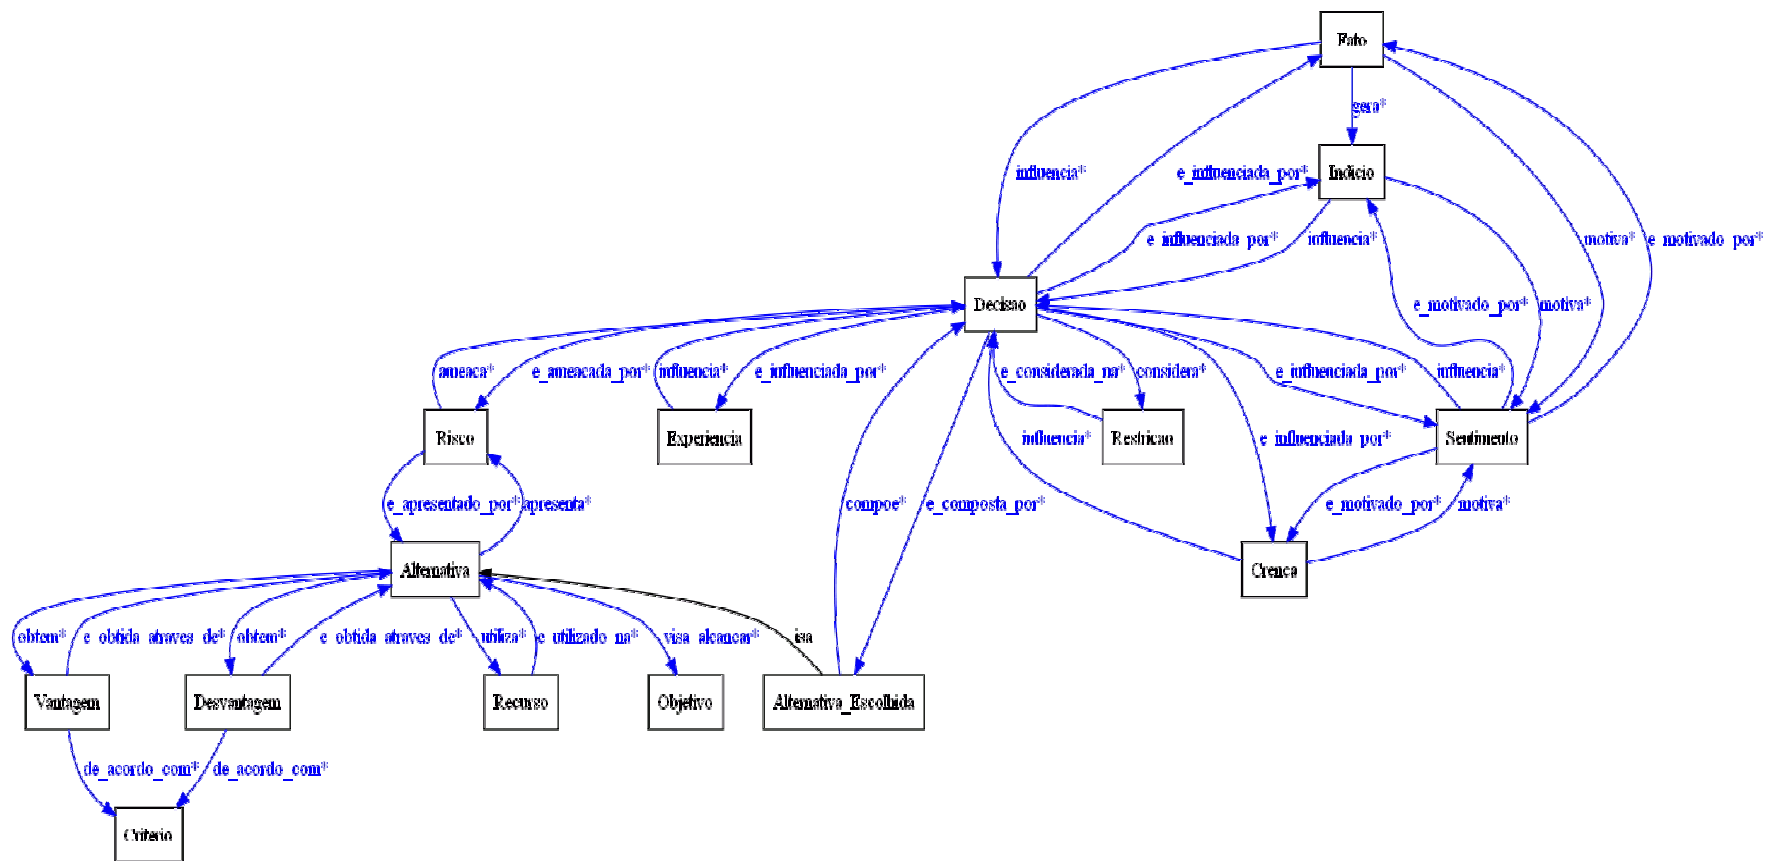 Fato
gera*
influencia* e_influenciada_por* Indicio
e_influenciada_por* influencia* motiva* e_motivado_por*
Decisao e_motivado_por* motiva*
ameaca* e_ameacada_por* influencia* e_influenciada_por* e_considerada_na* considera* e_influenciada_por* influencia*
Risco Experiencia influencia* Restricao e_influenciada_por* Sentimento
e_apresentado_por* apresenta* compoe* e_composta_por* e_motivado_por* motiva*
Alternativa Crenca
obtem* e_obtida_atraves_de* obtem* e_obtida_atraves_de* utiliza* e_utilizado_na* visa_alcancar* isa
Vantagem Desvantagem Recurso Objetivo Alternativa_Escolhida
de_acordo_com* de_acordo_com*
Criterio